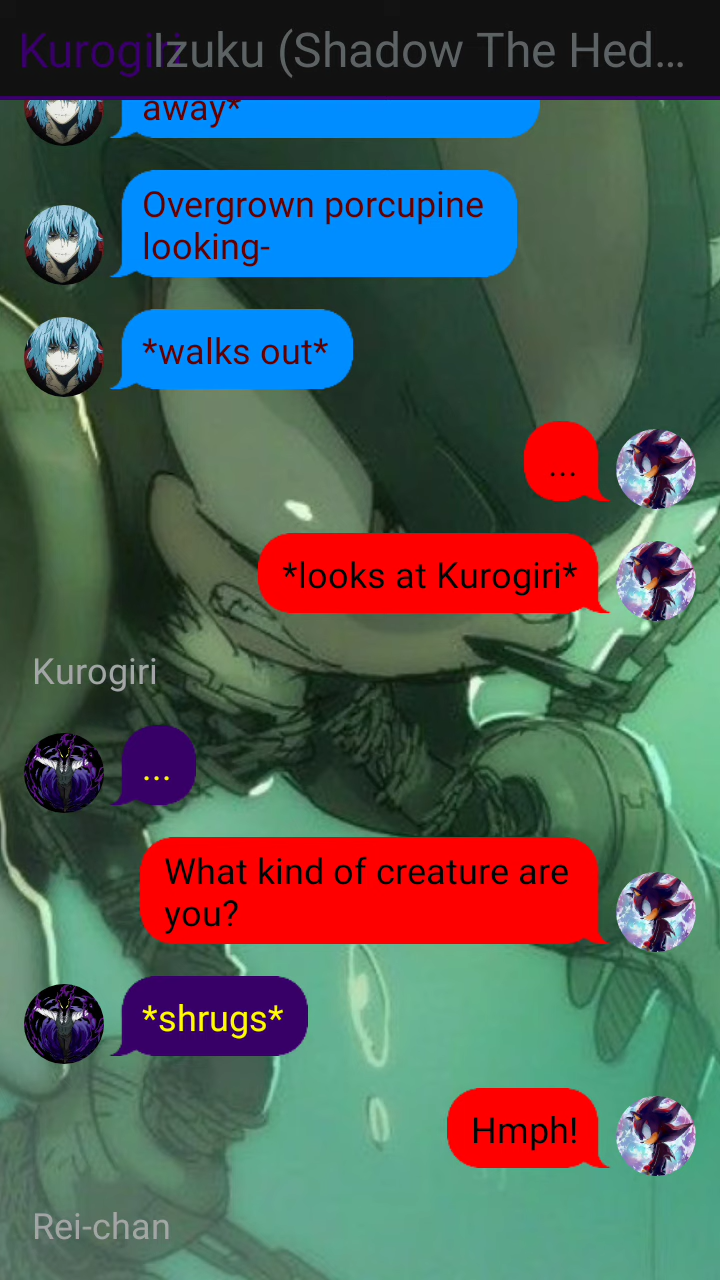 Kurogiri
Izuku (Shadow The Hed...
away*
Overgrown porcupine
looking-
*walks out*
...
*looks at Kurogiri*
Kurogiri
...
What kind of creature are
you?
*shrugs*
Hmph!
Rei-chan